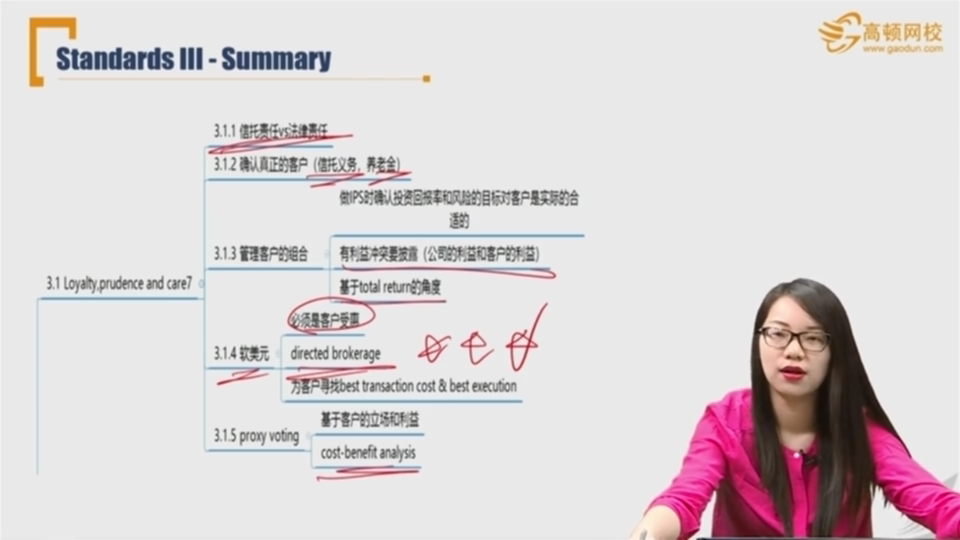 Standards III - Summary
高顿网校
www.gaodun.com
3.1 Loyalty,prudence and care7
3.1.1 信托责任vs法律责任
3.1.2 确认真正的客户（信托义务，养老金）
3.1.3 管理客户的组合
做IPS时确认投资回报率和风险的目标对客户是实际的合
适的
有利益冲突要披露（公司的利益和客户的利益）
基于total return的角度
3.1.4 软美元
必须是客户受惠
directed brokerage
为客户寻找best transaction cost & best execution
3.1.5 proxy voting
基于客户的立场和利益
cost-benefit analysis